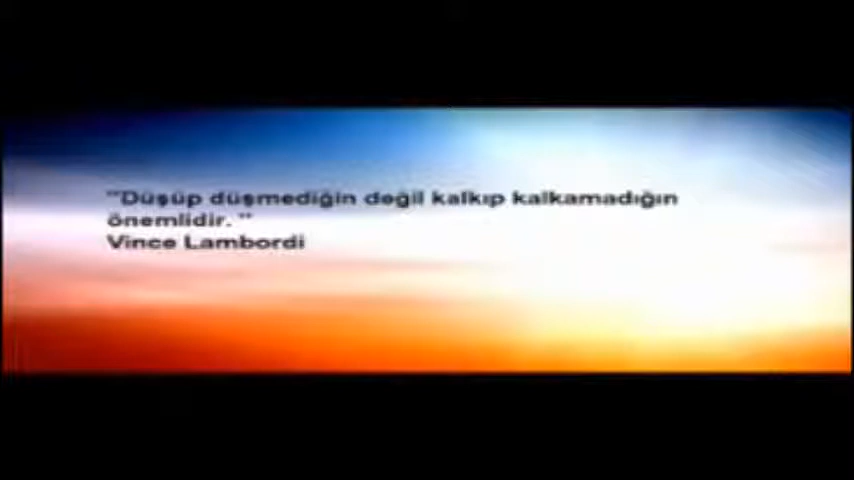 "Düşüp düşmediğin değil kalkıp kalkamadığın
önemlidir. "
Vince Lambordi